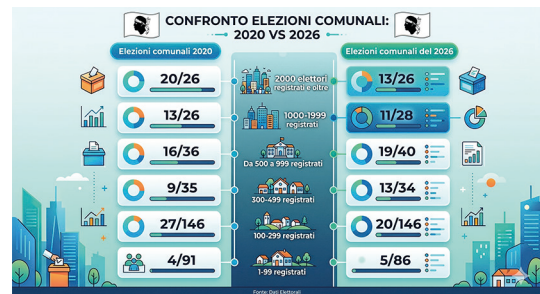 CONFRONTO ELEZIONI COMUNALI:
2020 VS 2026
Elezioni comunali 2020
Elezioni comunali del 2026
20/26
2000 elettori
registrati e oltre
13/26
13/26
1000-1999
registrati
11/28
16/36
Da 500 a 999 registrati
19/40
9/35
300-499 registrati
13/34
27/146
100-299 registrati
20/146
4/91
1-99 registrati
5/86
Fonte: Dati Elettorali